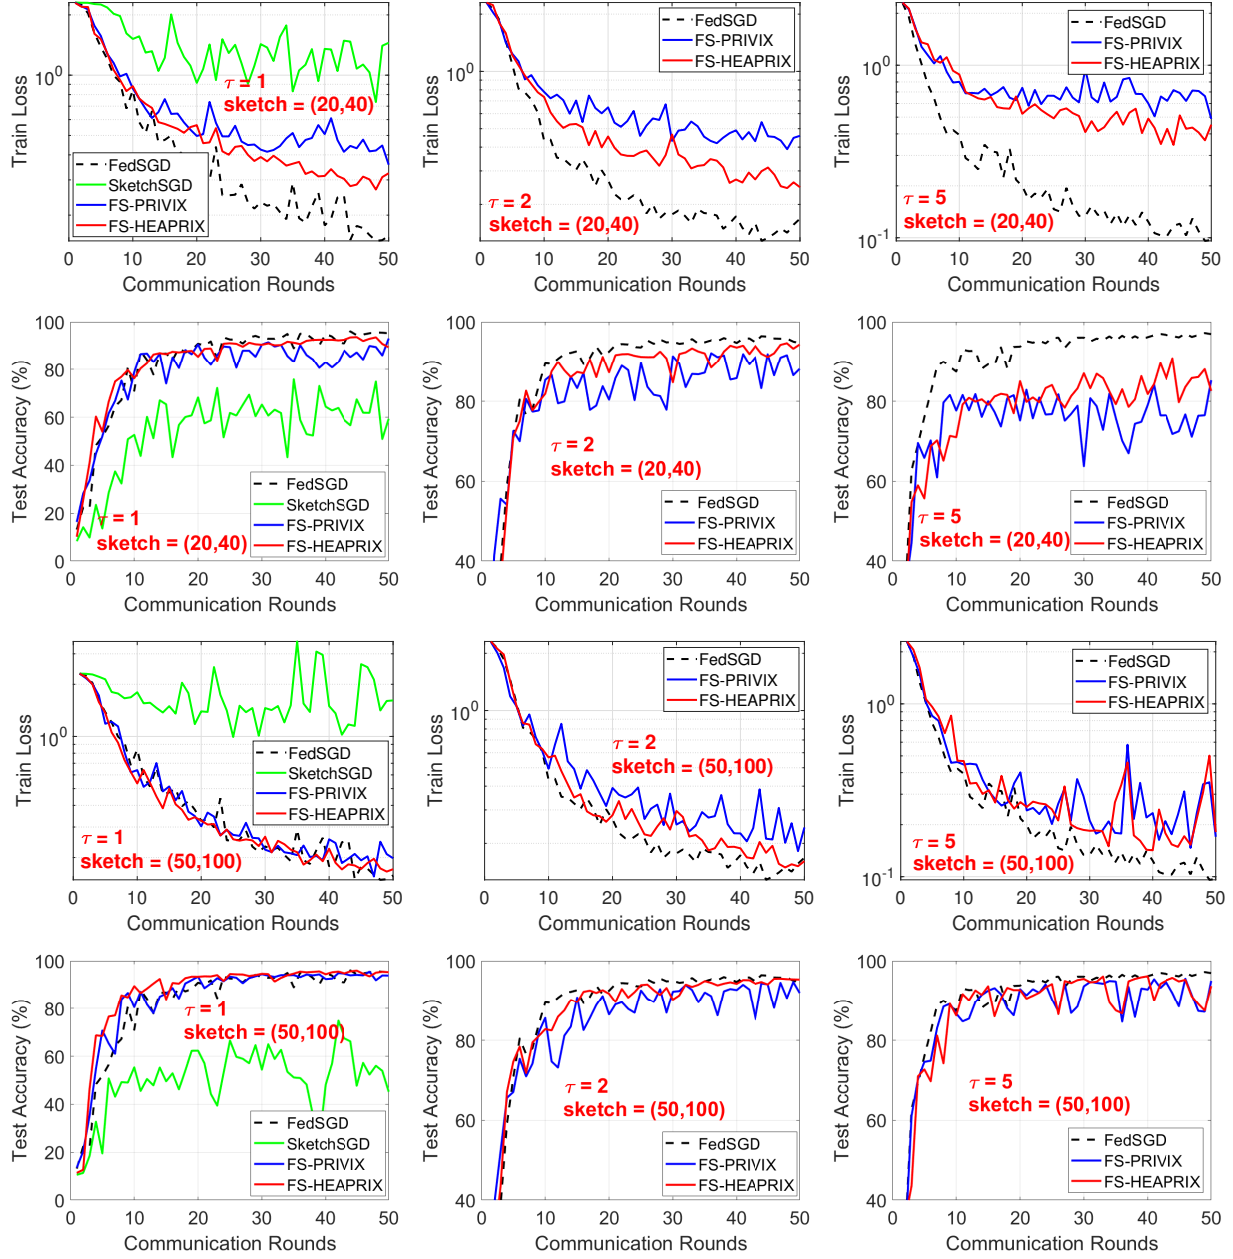 Train Loss
10^0
τ = 1
sketch = (20,40)
FedSGD
SketchSGD
FS-PRIVIX
FS-HEAPRIX
0 10 20 30 40 50
Communication Rounds
Train Loss
10^0
FedSGD
FS-PRIVIX
FS-HEAPRIX
τ = 2
sketch = (20,40)
0 10 20 30 40 50
Communication Rounds
Train Loss
10^0
10^-1
FedSGD
FS-PRIVIX
FS-HEAPRIX
τ = 5
sketch = (20,40)
0 10 20 30 40 50
Communication Rounds
Test Accuracy (%)
100
80
60
40
20
0
FedSGD
SketchSGD
FS-PRIVIX
FS-HEAPRIX
τ = 1
sketch = (20,40)
0 10 20 30 40 50
Communication Rounds
Test Accuracy (%)
100
80
60
40
τ = 2
sketch = (20,40)
FedSGD
FS-PRIVIX
FS-HEAPRIX
0 10 20 30 40 50
Communication Rounds
Test Accuracy (%)
100
80
60
40
FedSGD
FS-PRIVIX
FS-HEAPRIX
τ = 5
sketch = (20,40)
0 10 20 30 40 50
Communication Rounds
Train Loss
10^0
FedSGD
SketchSGD
FS-PRIVIX
FS-HEAPRIX
τ = 1
sketch = (50,100)
0 10 20 30 40 50
Communication Rounds
Train Loss
10^0
FedSGD
FS-PRIVIX
FS-HEAPRIX
τ = 2
sketch = (50,100)
0 10 20 30 40 50
Communication Rounds
Train Loss
10^0
10^-1
FedSGD
FS-PRIVIX
FS-HEAPRIX
τ = 5
sketch = (50,100)
0 10 20 30 40 50
Communication Rounds
Test Accuracy (%)
100
80
60
40
20
0
τ = 1
sketch = (50,100)
FedSGD
SketchSGD
FS-PRIVIX
FS-HEAPRIX
0 10 20 30 40 50
Communication Rounds
Test Accuracy (%)
100
80
60
40
τ = 2
sketch = (50,100)
FedSGD
FS-PRIVIX
FS-HEAPRIX
0 10 20 30 40 50
Communication Rounds
Test Accuracy (%)
100
80
60
40
τ = 5
sketch = (50,100)
FedSGD
FS-PRIVIX
FS-HEAPRIX
0 10 20 30 40 50
Communication Rounds